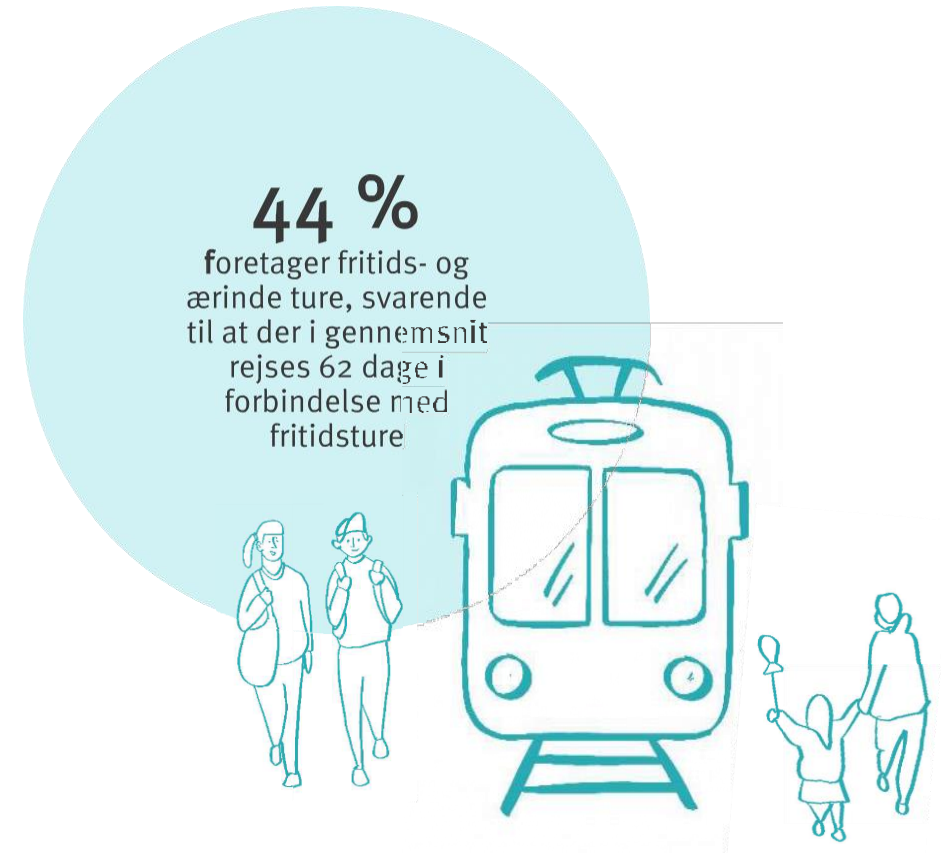 44 %
foretager fritids- og
ærinde ture, svarende
til at der i gennemsnit
rejses 62 dage i
forbindelse med
fritidsture